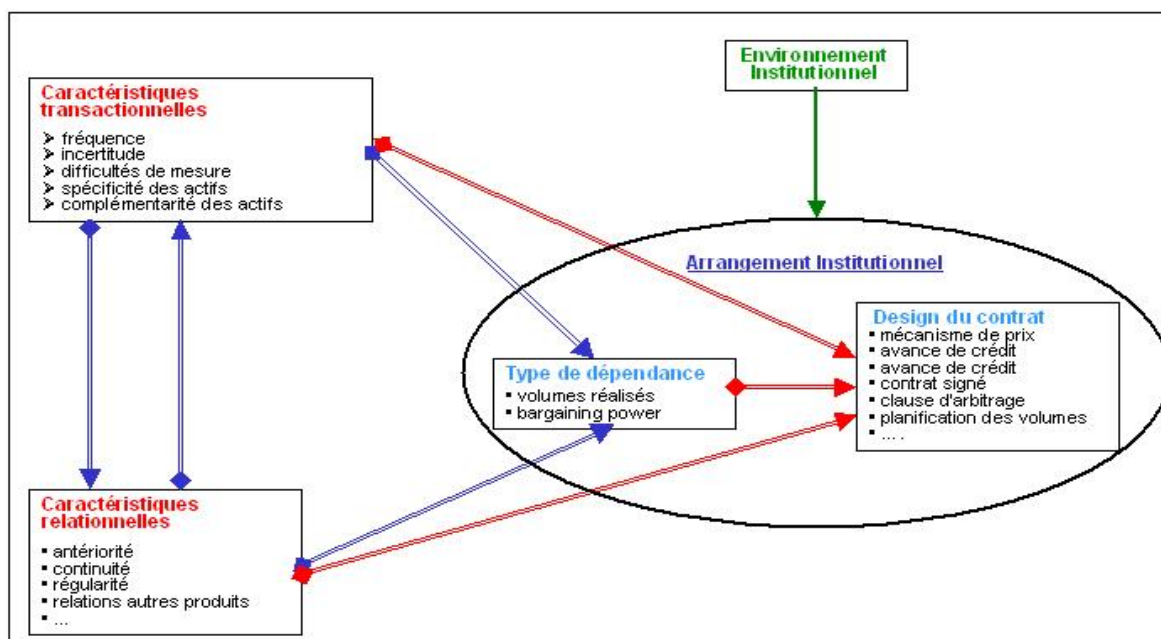 Environnement
Institutionnel
Caractéristiques
transactionnelles
➢ fréquence
➢ incertitude
➢ difficultés de mesure
➢ spécificité des actifs
➢ complémentarité des actifs
Arrangement Institutionnel
Design du contrat
▪ mécanisme de prix
▪ avance de crédit
▪ avance de crédit
▪ contrat signé
▪ clause d'arbitrage
▪ planification des volumes
▪ ... .
Type de dépendance
▪ volumes réalisés
▪ bargaining power
Caractéristiques
relationnelles
▪ antériorité
▪ continuité
▪ régularité
▪ relations autres produits
▪ ...